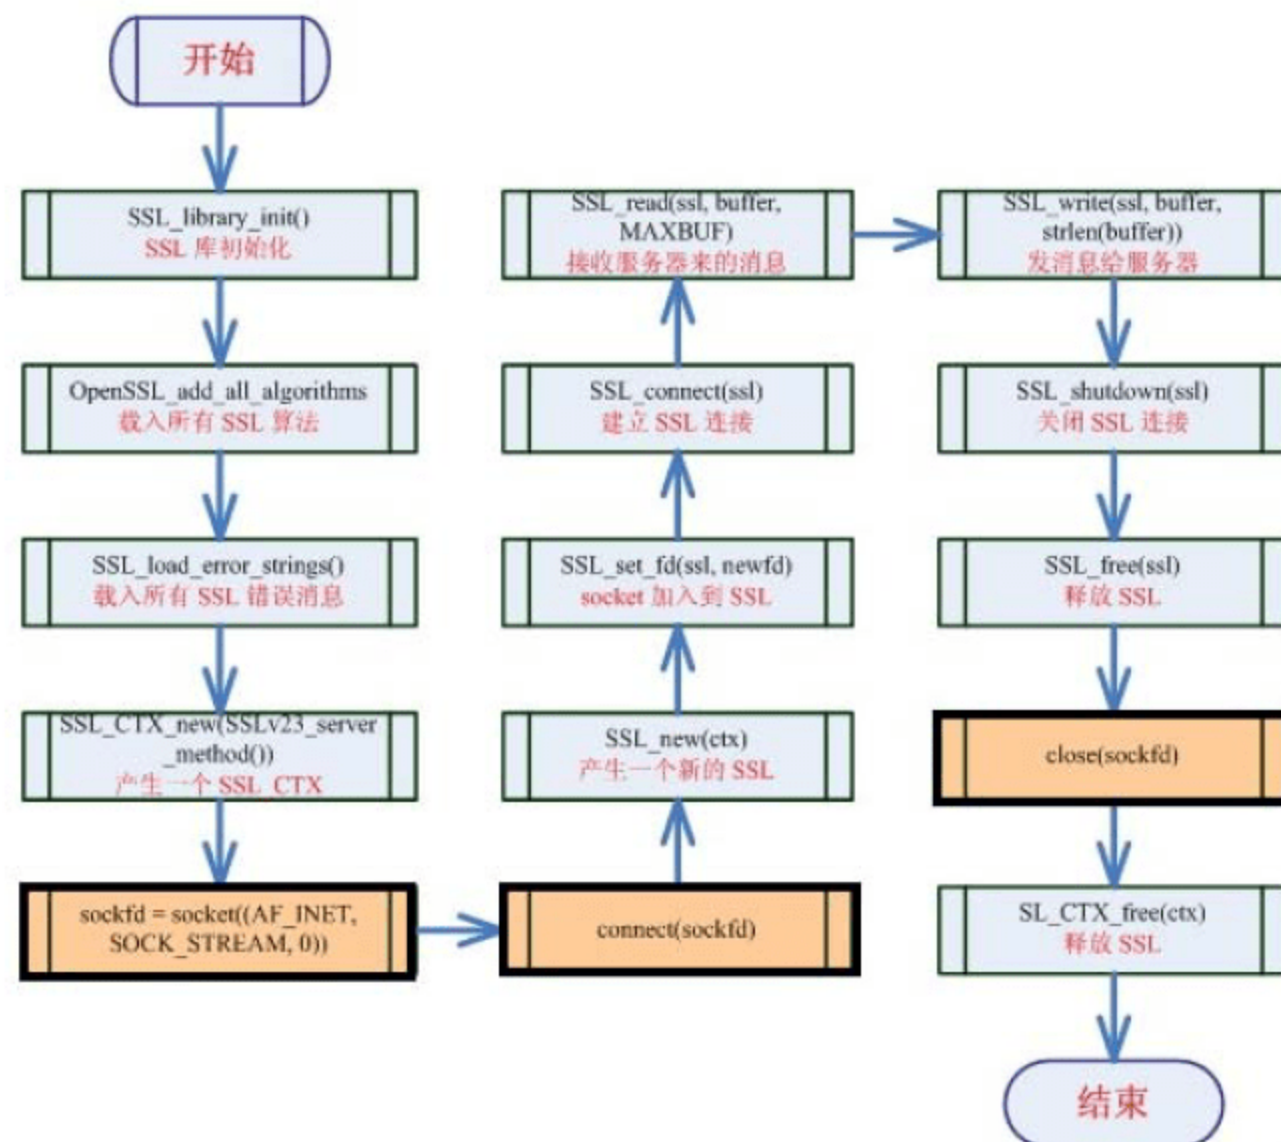 开始
SSL_library_init()
SSL 库初始化
OpenSSL_add_all_algorithms
载入所有 SSL 算法
SSL_load_error_strings()
载入所有 SSL 错误消息
SSL_CTX_new(SSLv23_server
_method())
产生一个 SSL_CTX
sockfd = socket((AF_INET,
SOCK_STREAM, 0))
connect(sockfd)
SSL_new(ctx)
产生一个新的 SSL
SSL_set_fd(ssl, newfd)
socket 加入到 SSL
SSL_connect(ssl)
建立 SSL 连接
SSL_read(ssl, buffer,
MAXBUF)
接收服务器来的消息
SSL_write(ssl, buffer,
strlen(buffer))
发消息给服务器
SSL_shutdown(ssl)
关闭 SSL 连接
SSL_free(ssl)
释放 SSL
close(sockfd)
SL_CTX_free(ctx)
释放 SSL
结束